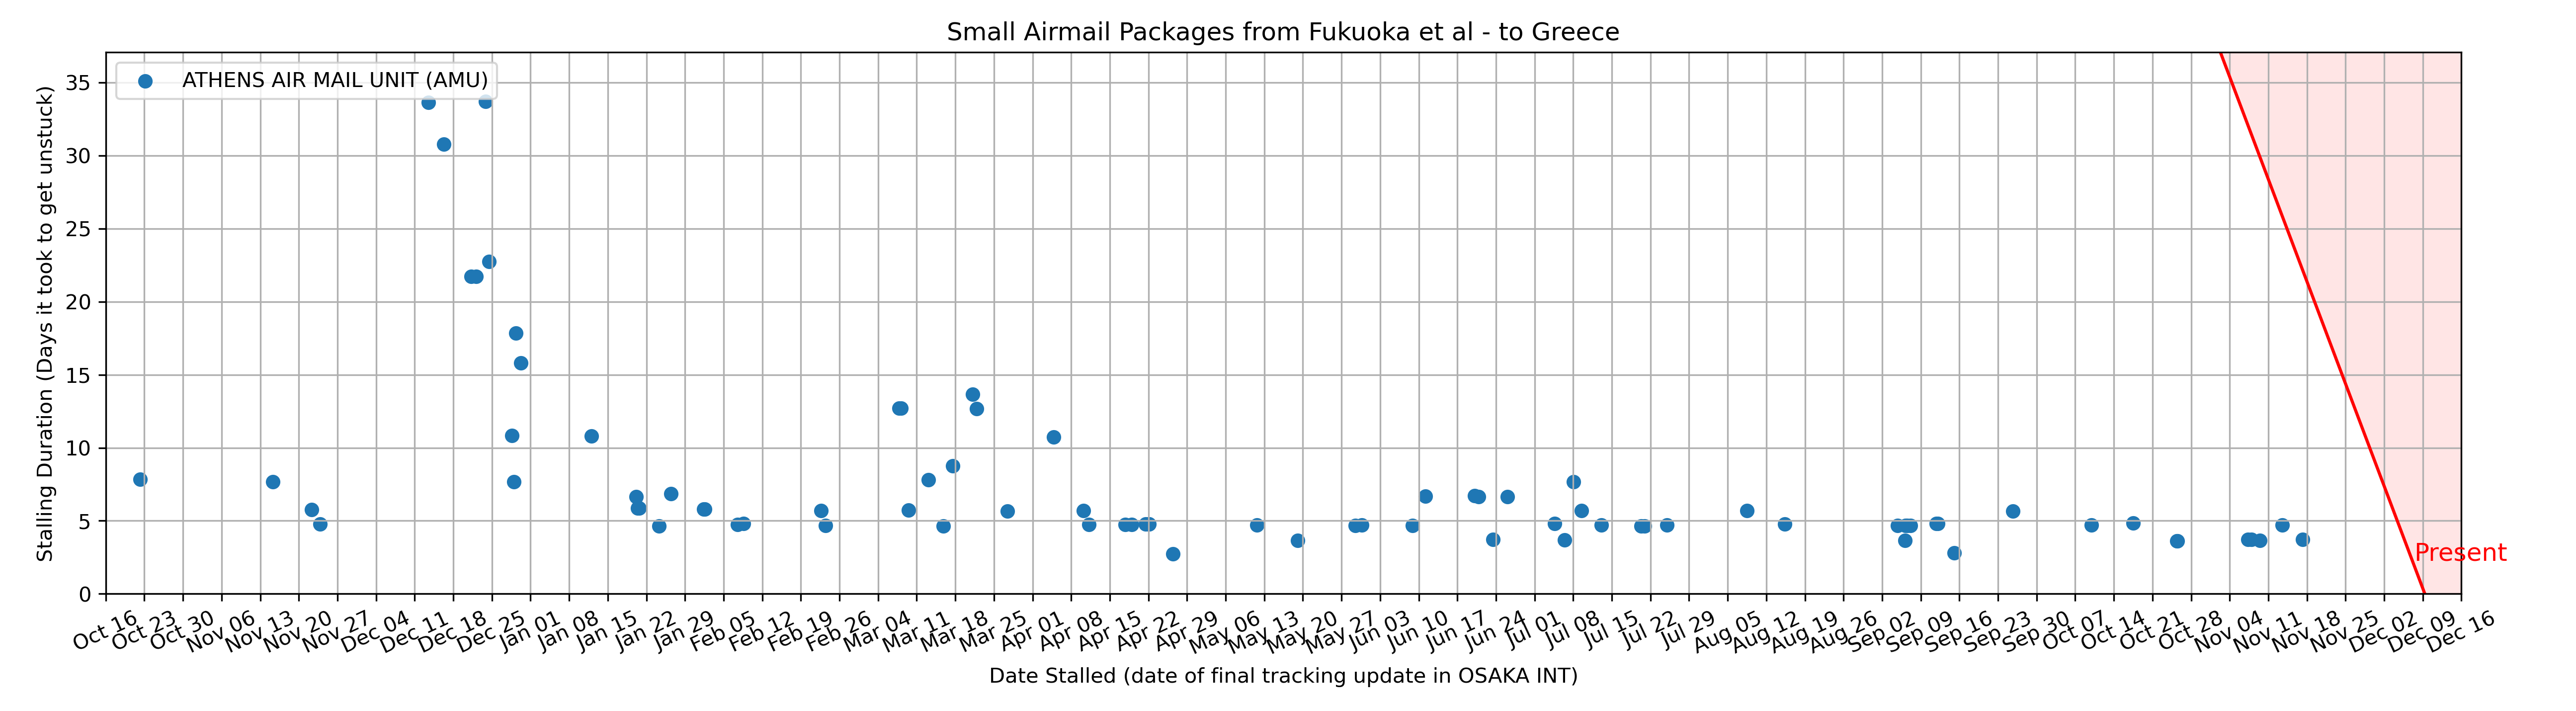 Small Airmail Packages from Fukuoka et al - to Greece
ATHENS AIR MAIL UNIT (AMU)
Stalling Duration (Days it took to get unstuck)
35
30
25
20
15
10
5
0
Present
Oct 16
Oct 23
Oct 30
Nov 06
Nov 13
Nov 20
Nov 27
Dec 04
Dec 11
Dec 18
Dec 25
Jan 01
Jan 08
Jan 15
Jan 22
Jan 29
Feb 05
Feb 12
Feb 19
Feb 26
Mar 04
Mar 11
Mar 18
Mar 25
Apr 01
Apr 08
Apr 15
Apr 22
Apr 29
May 06
May 13
May 20
May 27
Jun 03
Jun 10
Jun 17
Jun 24
Jul 01
Jul 08
Jul 15
Jul 22
Jul 29
Aug 05
Aug 12
Aug 19
Aug 26
Sep 02
Sep 09
Sep 16
Sep 23
Sep 30
Oct 07
Oct 14
Oct 21
Oct 28
Nov 04
Nov 11
Nov 18
Nov 25
Dec 02
Dec 09
Dec 16
Date Stalled (date of final tracking update in OSAKA INT)